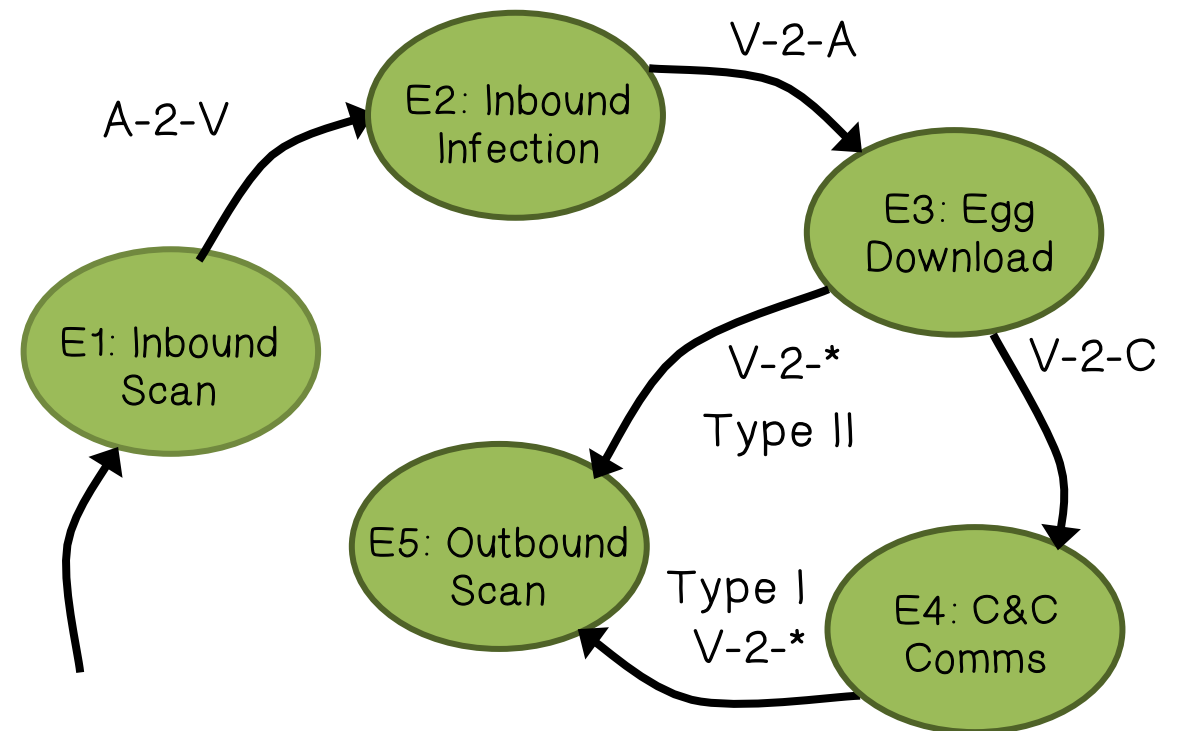 V-2-A
A-2-V
E2: Inbound
Infection
E3: Egg
Download
E1: Inbound
Scan
V-2-*
Type II
V-2-C
E5: Outbound
Scan
Type I
V-2-*
E4: C&C
Comms